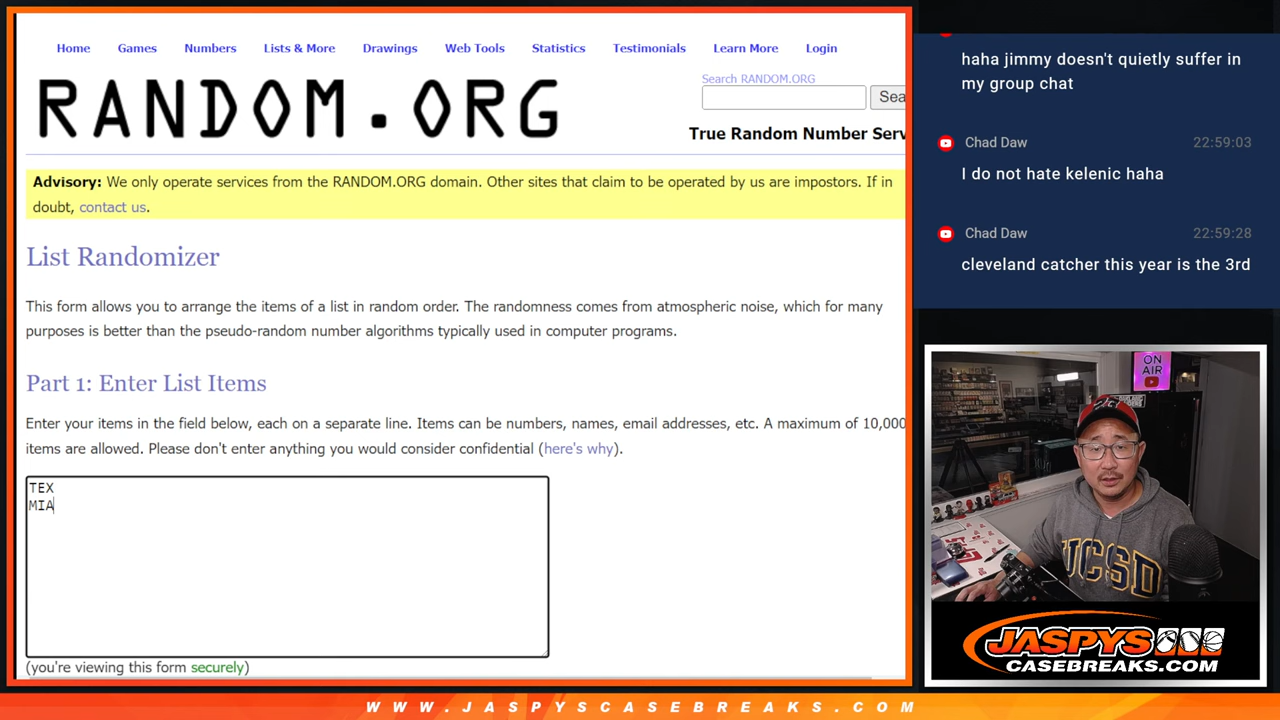 Home Games Numbers Lists & More Drawings Web Tools Statistics Testimonials Learn More Login
RANDOM.ORG
Search RANDOM.ORG
Sea
True Random Number Serv
Advisory: We only operate services from the RANDOM.ORG domain. Other sites that claim to be operated by us are impostors. If in
doubt, contact us.
List Randomizer
This form allows you to arrange the items of a list in random order. The randomness comes from atmospheric noise, which for many
purposes is better than the pseudo-random number algorithms typically used in computer programs.
Part 1: Enter List Items
Enter your items in the field below, each on a separate line. Items can be numbers, names, email addresses, etc. A maximum of 10,000
items are allowed. Please don't enter anything you would consider confidential (here's why).
TEX
MIA
(you're viewing this form securely)
haha jimmy doesn't quietly suffer in
my group chat
Chad Daw 22:59:03
I do not hate kelenic haha
Chad Daw 22:59:28
cleveland catcher this year is the 3rd
ON
AIR
UCSD
JASPYS
CASEBREAKS.COM
WWW.JASPYSCASEBREAKS.COM